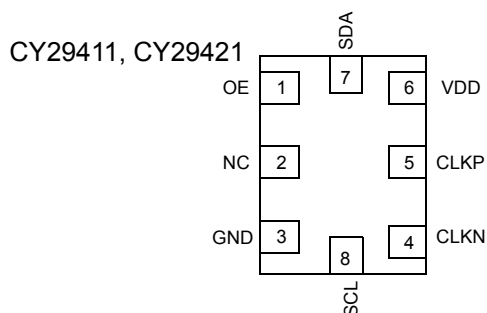 SDA
CY29411, CY29421
7
OE 1 6 VDD
NC 2 5 CLKP
GND 3 4 CLKN
8
SCL